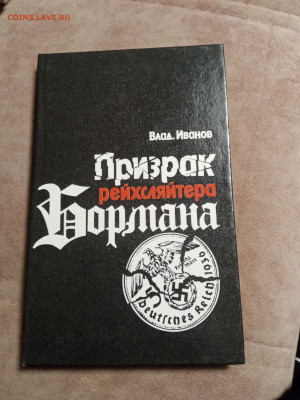 COINS.LAVE.RU
Влад. Иванов
Призрак
рейхсляйтера
Бормана
Deutsches Reich 1936